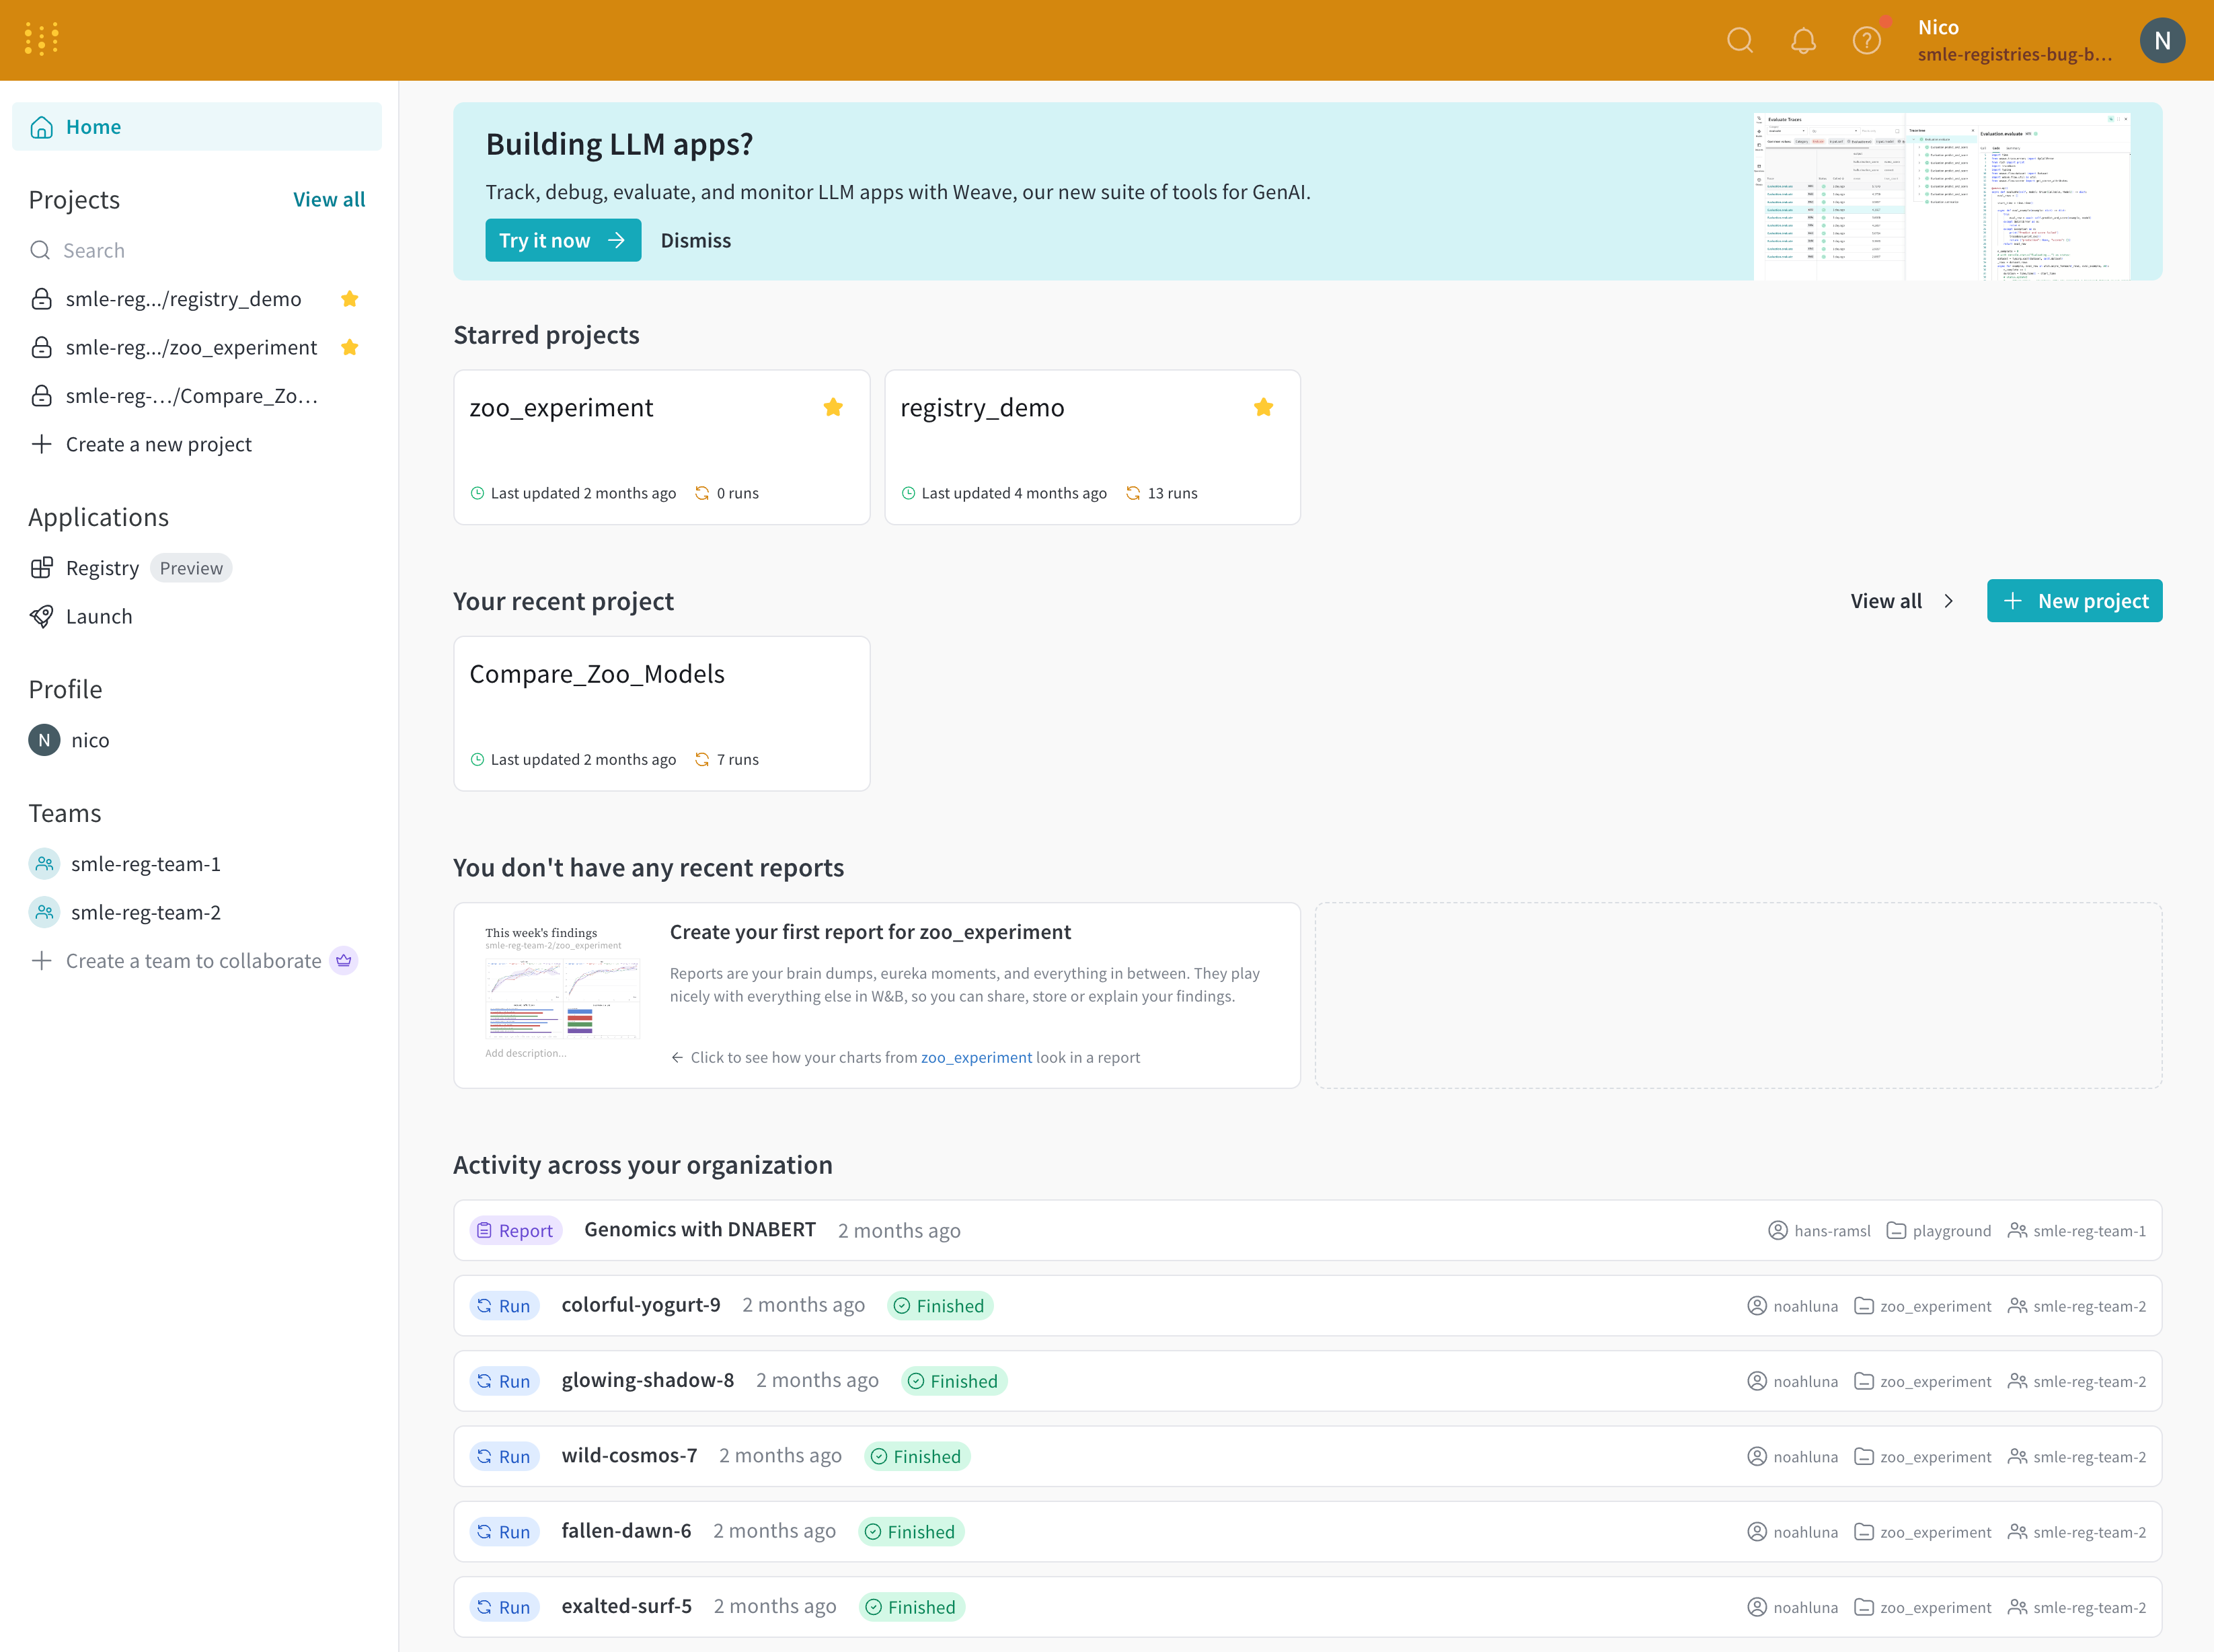 Nico
smle-registries-bug-b...
N
Home
Projects
View all
Search
smle-reg.../registry_demo
smle-reg.../zoo_experiment
smle-reg-.../Compare_Zo...
Create a new project
Applications
Registry Preview
Launch
Profile
N nico
Teams
smle-reg-team-1
smle-reg-team-2
Create a team to collaborate
Building LLM apps?
Track, debug, evaluate, and monitor LLM apps with Weave, our new suite of tools for GenAI.
Try it now
Dismiss
Evaluate Traces
Starred projects
zoo_experiment
Last updated 2 months ago 0 runs
registry_demo
Last updated 4 months ago 13 runs
Your recent project
View all
New project
Compare_Zoo_Models
Last updated 2 months ago 7 runs
You don't have any recent reports
This week's findings
smle-reg-team-2/zoo_experiment
Add description...
Create your first report for zoo_experiment
Reports are your brain dumps, eureka moments, and everything in between. They play
nicely with everything else in W&B, so you can share, store or explain your findings.
Click to see how your charts from zoo_experiment look in a report
Activity across your organization
Report Genomics with DNABERT 2 months ago hans-ramsl playground smle-reg-team-1
Run colorful-yogurt-9 2 months ago Finished noahluna zoo_experiment smle-reg-team-2
Run glowing-shadow-8 2 months ago Finished noahluna zoo_experiment smle-reg-team-2
Run wild-cosmos-7 2 months ago Finished noahluna zoo_experiment smle-reg-team-2
Run fallen-dawn-6 2 months ago Finished noahluna zoo_experiment smle-reg-team-2
Run exalted-surf-5 2 months ago Finished noahluna zoo_experiment smle-reg-team-2